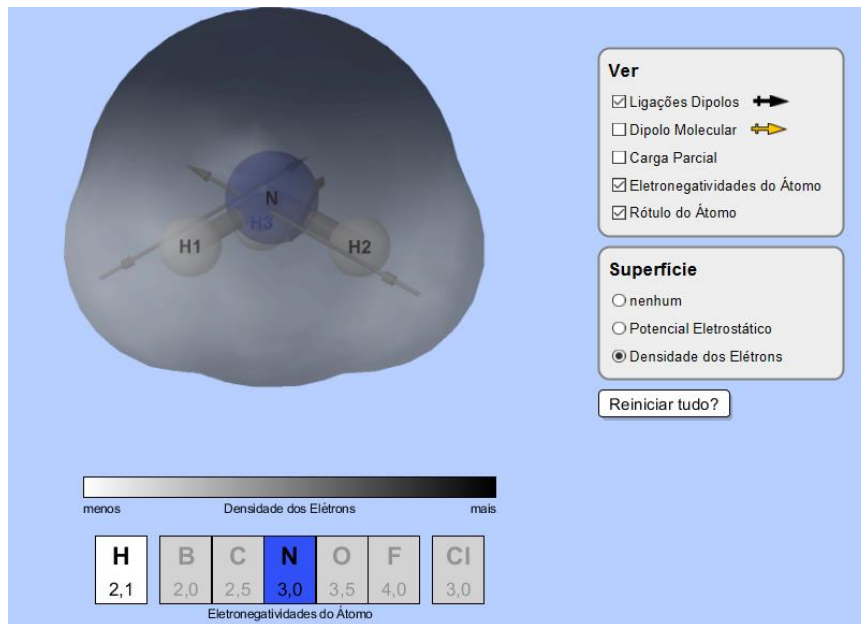 N
H3
H1
H2
Ver
Ligações Dipolos
Dipolo Molecular
Carga Parcial
Eletronegatividades do Átomo
Rótulo do Átomo
Superfície
nenhum
Potencial Eletrostático
Densidade dos Elétrons
Reiniciar tudo?
menos Densidade dos Elétrons mais
H B C N O F Cl
2,1 2,0 2,5 3,0 3,5 4,0 3,0
Eletronegatividades do Átomo